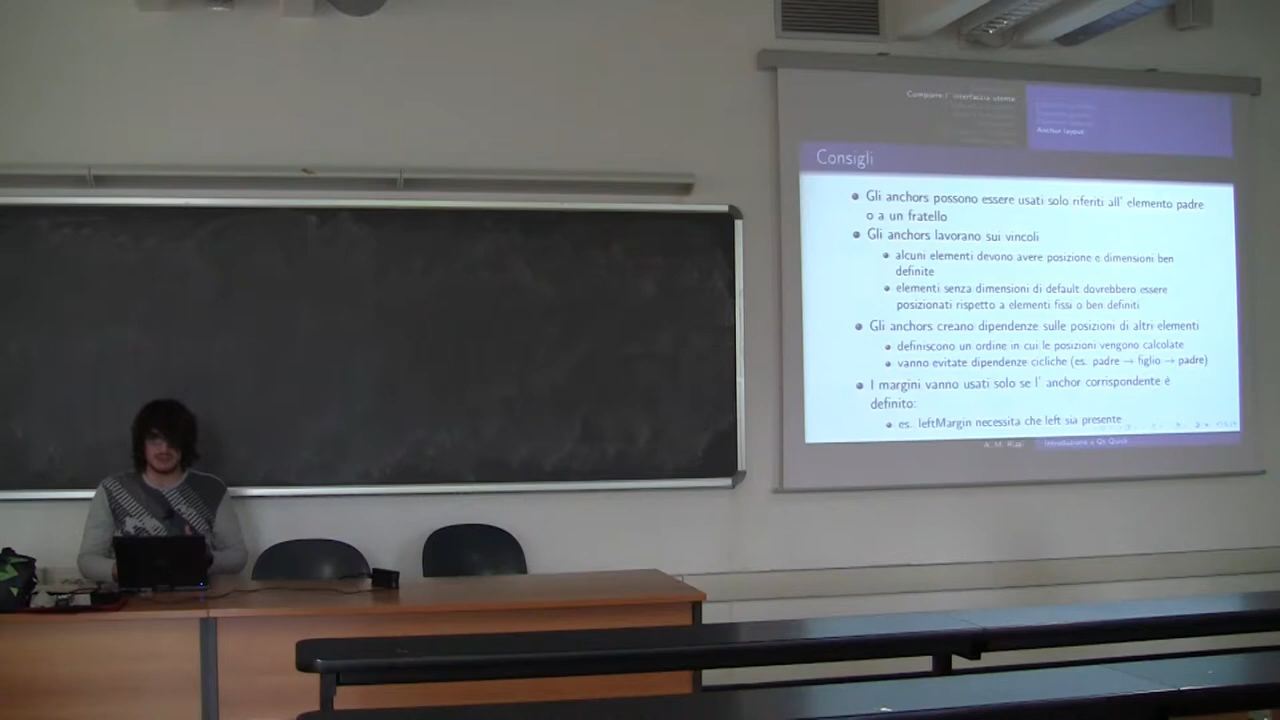 Comporre l' interfaccia utente
Anchor layout
Consigli
Gli anchors possono essere usati solo riferiti all' elemento padre
o a un fratello
Gli anchors lavorano sui vincoli
alcuni elementi devono avere posizione e dimensioni ben
definite
elementi senza dimensioni di default dovrebbero essere
posizionati rispetto a elementi fissi o ben definiti
Gli anchors creano dipendenze sulle posizioni di altri elementi
definiscono un ordine in cui le posizioni vengono calcolate
vanno evitate dipendenze cicliche (es. padre → figlio → padre)
I margini vanno usati solo se l' anchor corrispondente è
definito:
es. leftMargin necessita che left sia presente
A. M. Introduzione a Qt Quick